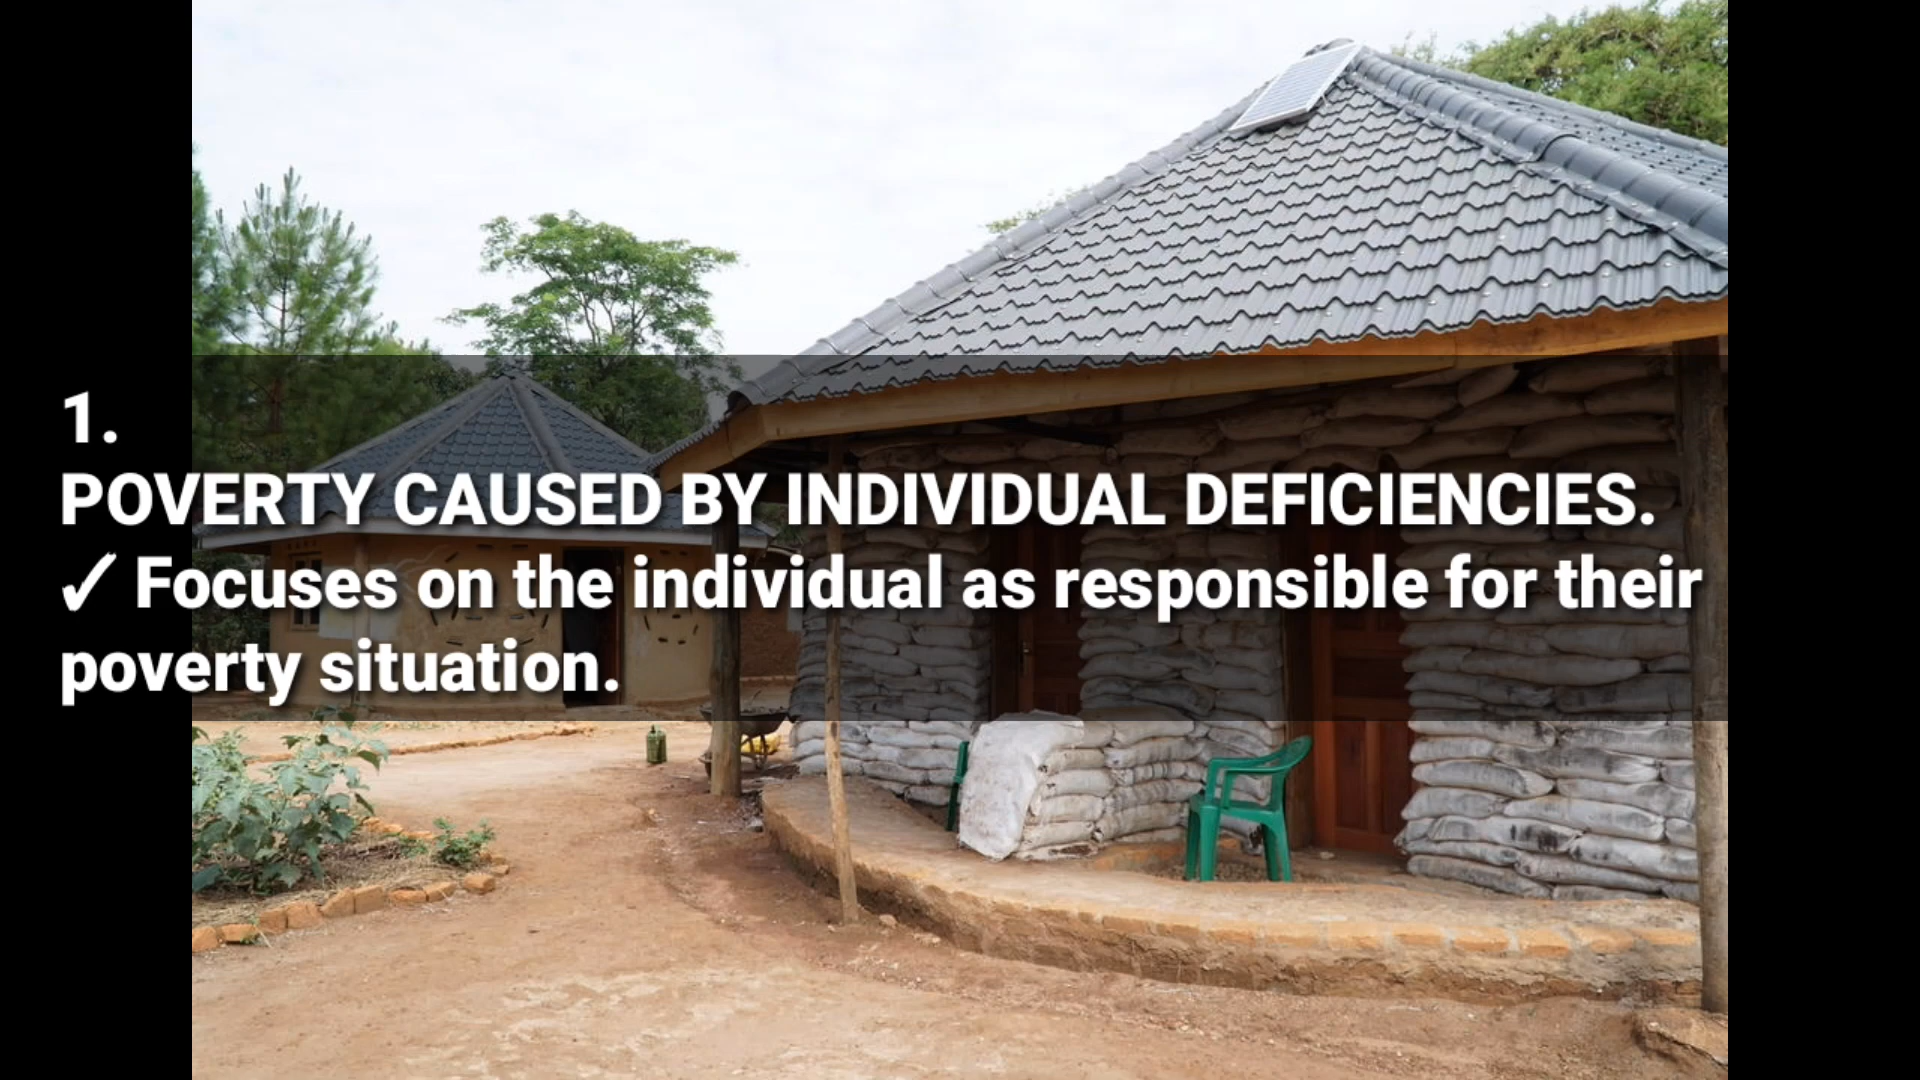 1.
POVERTY CAUSED BY INDIVIDUAL DEFICIENCIES.
✓ Focuses on the individual as responsible for their
poverty situation.